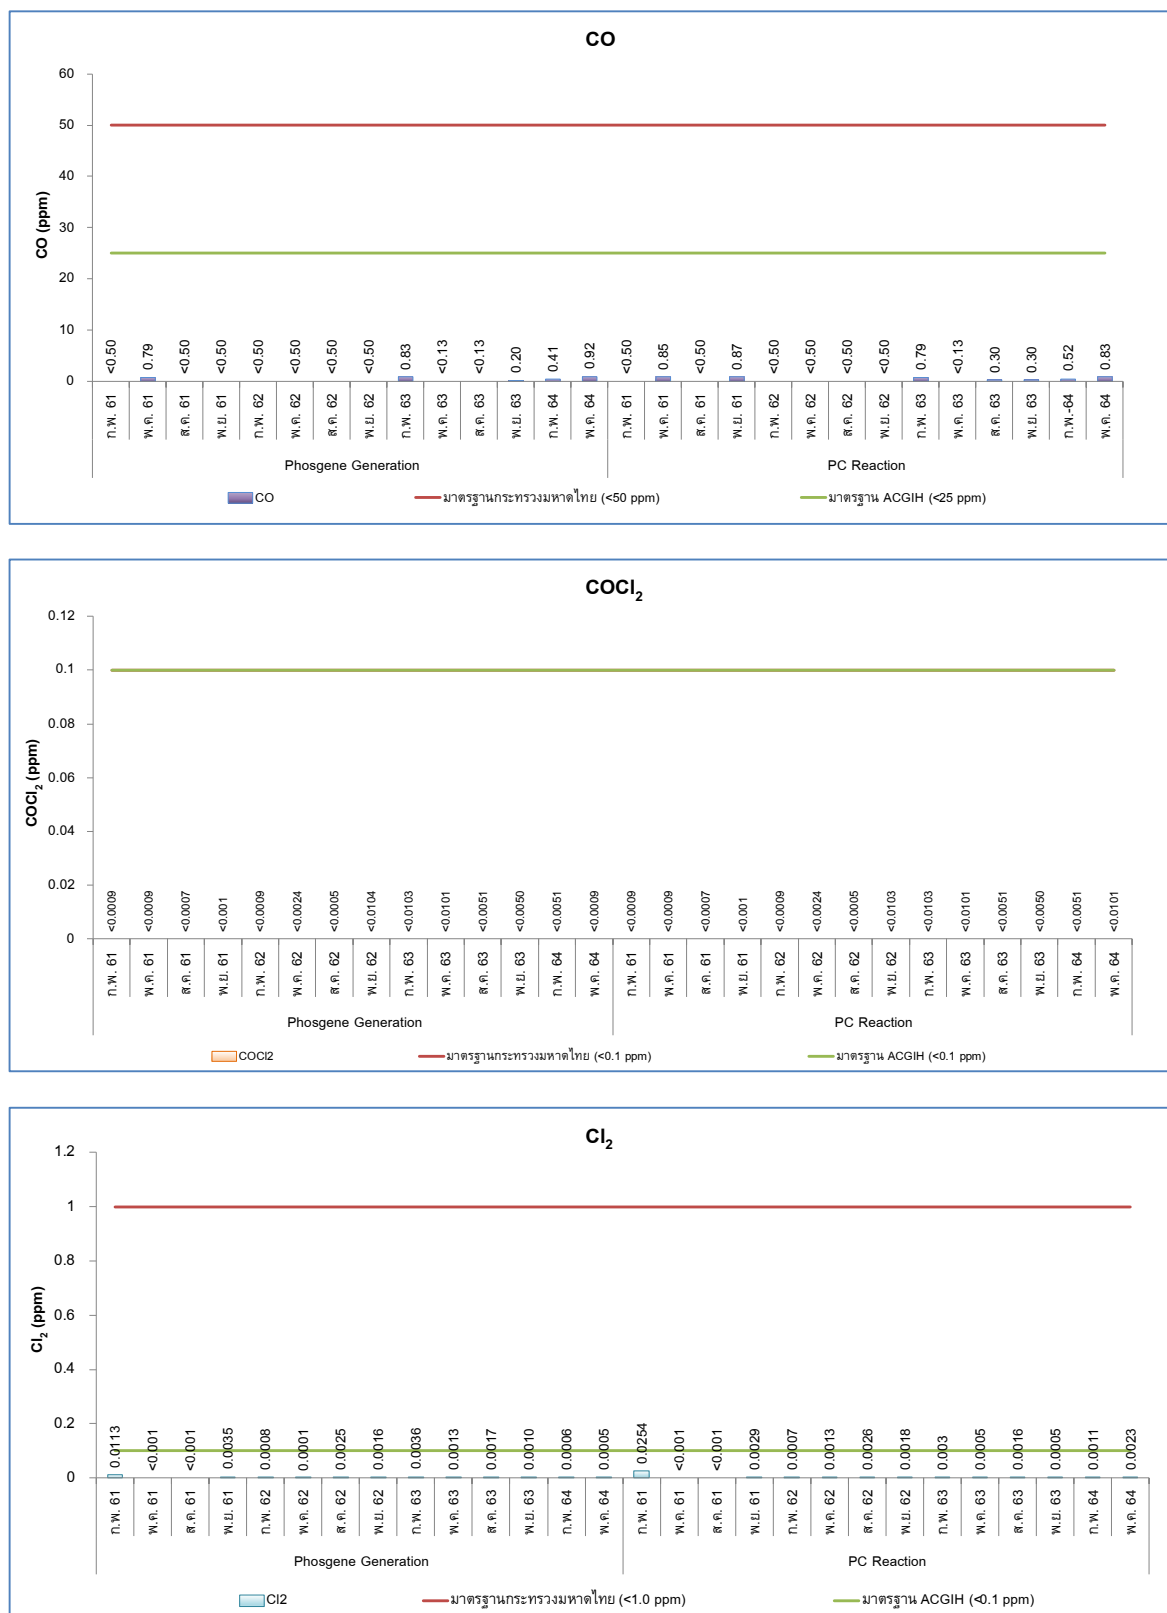 CO
60
50
40
30
20
10
0
CO (ppm)
<0.50 0.79 <0.50 <0.50 <0.50 <0.50 <0.50 <0.50 0.83 <0.13 <0.13 0.20 0.41 0.92 <0.50 0.85 <0.50 0.87 <0.50 <0.50 <0.50 <0.50 0.79 <0.13 0.30 0.30 0.52 0.83
ก.พ. 61 พ.ค. 61 ส.ค. 61 พ.ย. 61 ก.พ. 62 พ.ค. 62 ส.ค. 62 พ.ย. 62 ก.พ. 63 พ.ค. 63 ส.ค. 63 พ.ย. 63 ก.พ. 64 พ.ค. 64 ก.พ. 61 พ.ค. 61 ส.ค. 61 พ.ย. 61 ก.พ. 62 พ.ค. 62 ส.ค. 62 พ.ย. 62 ก.พ. 63 พ.ค. 63 ส.ค. 63 พ.ย. 63 ก.พ.-64 พ.ค. 64
Phosgene Generation PC Reaction
CO มาตรฐานกระทรวงมหาดไทย (<50 ppm) มาตรฐาน ACGIH (<25 ppm)
COCl2
0.12
0.1
0.08
0.06
0.04
0.02
0
COCl2 (ppm)
<0.0009 <0.0009 <0.0007 <0.001 <0.0009 <0.0024 <0.0005 <0.0104 <0.0103 <0.0101 <0.0051 <0.0050 <0.0051 <0.0009 <0.0009 <0.0009 <0.0007 <0.001 <0.0009 <0.0024 <0.0005 <0.0103 <0.0103 <0.0101 <0.0051 <0.0050 <0.0051 <0.0101
ก.พ. 61 พ.ค. 61 ส.ค. 61 พ.ย. 61 ก.พ. 62 พ.ค. 62 ส.ค. 62 พ.ย. 62 ก.พ. 63 พ.ค. 63 ส.ค. 63 พ.ย. 63 ก.พ. 64 พ.ค. 64 ก.พ. 61 พ.ค. 61 ส.ค. 61 พ.ย. 61 ก.พ. 62 พ.ค. 62 ส.ค. 62 พ.ย. 62 ก.พ. 63 พ.ค. 63 ส.ค. 63 พ.ย. 63 ก.พ. 64 พ.ค. 64
Phosgene Generation PC Reaction
COCl2 มาตรฐานกระทรวงมหาดไทย (<0.1 ppm) มาตรฐาน ACGIH (<0.1 ppm)
Cl2
1.2
1
0.8
0.6
0.4
0.2
0
Cl2 (ppm)
0.0113 <0.001 <0.001 0.0035 0.0008 0.0001 0.0025 0.0016 0.0036 0.0013 0.0017 0.0010 0.0006 0.0005 0.0254 <0.001 <0.001 0.0029 0.0007 0.0013 0.0026 0.0018 0.003 0.0005 0.0016 0.0005 0.0011 0.0023
ก.พ. 61 พ.ค. 61 ส.ค. 61 พ.ย. 61 ก.พ. 62 พ.ค. 62 ส.ค. 62 พ.ย. 62 ก.พ. 63 พ.ค. 63 ส.ค. 63 พ.ย. 63 ก.พ. 64 พ.ค. 64 ก.พ. 61 พ.ค. 61 ส.ค. 61 พ.ย. 61 ก.พ. 62 พ.ค. 62 ส.ค. 62 พ.ย. 62 ก.พ. 63 พ.ค. 63 ส.ค. 63 พ.ย. 63 ก.พ. 64 พ.ค. 64
Phosgene Generation PC Reaction
Cl2 มาตรฐานกระทรวงมหาดไทย (<1.0 ppm) มาตรฐาน ACGIH (<0.1 ppm)